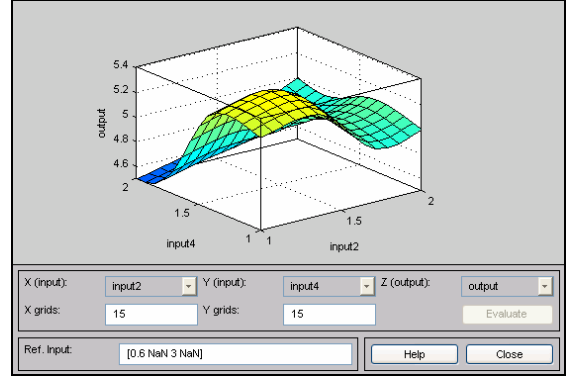 5.4
5.2
5
4.8
4.6
output
2
1.5
1
input4
1
1.5
2
input2
X (input): input2 Y (input): input4 Z (output): output
X grids: 15 Y grids: 15 Evaluate
Ref. Input: [0.6 NaN 3 NaN] Help Close